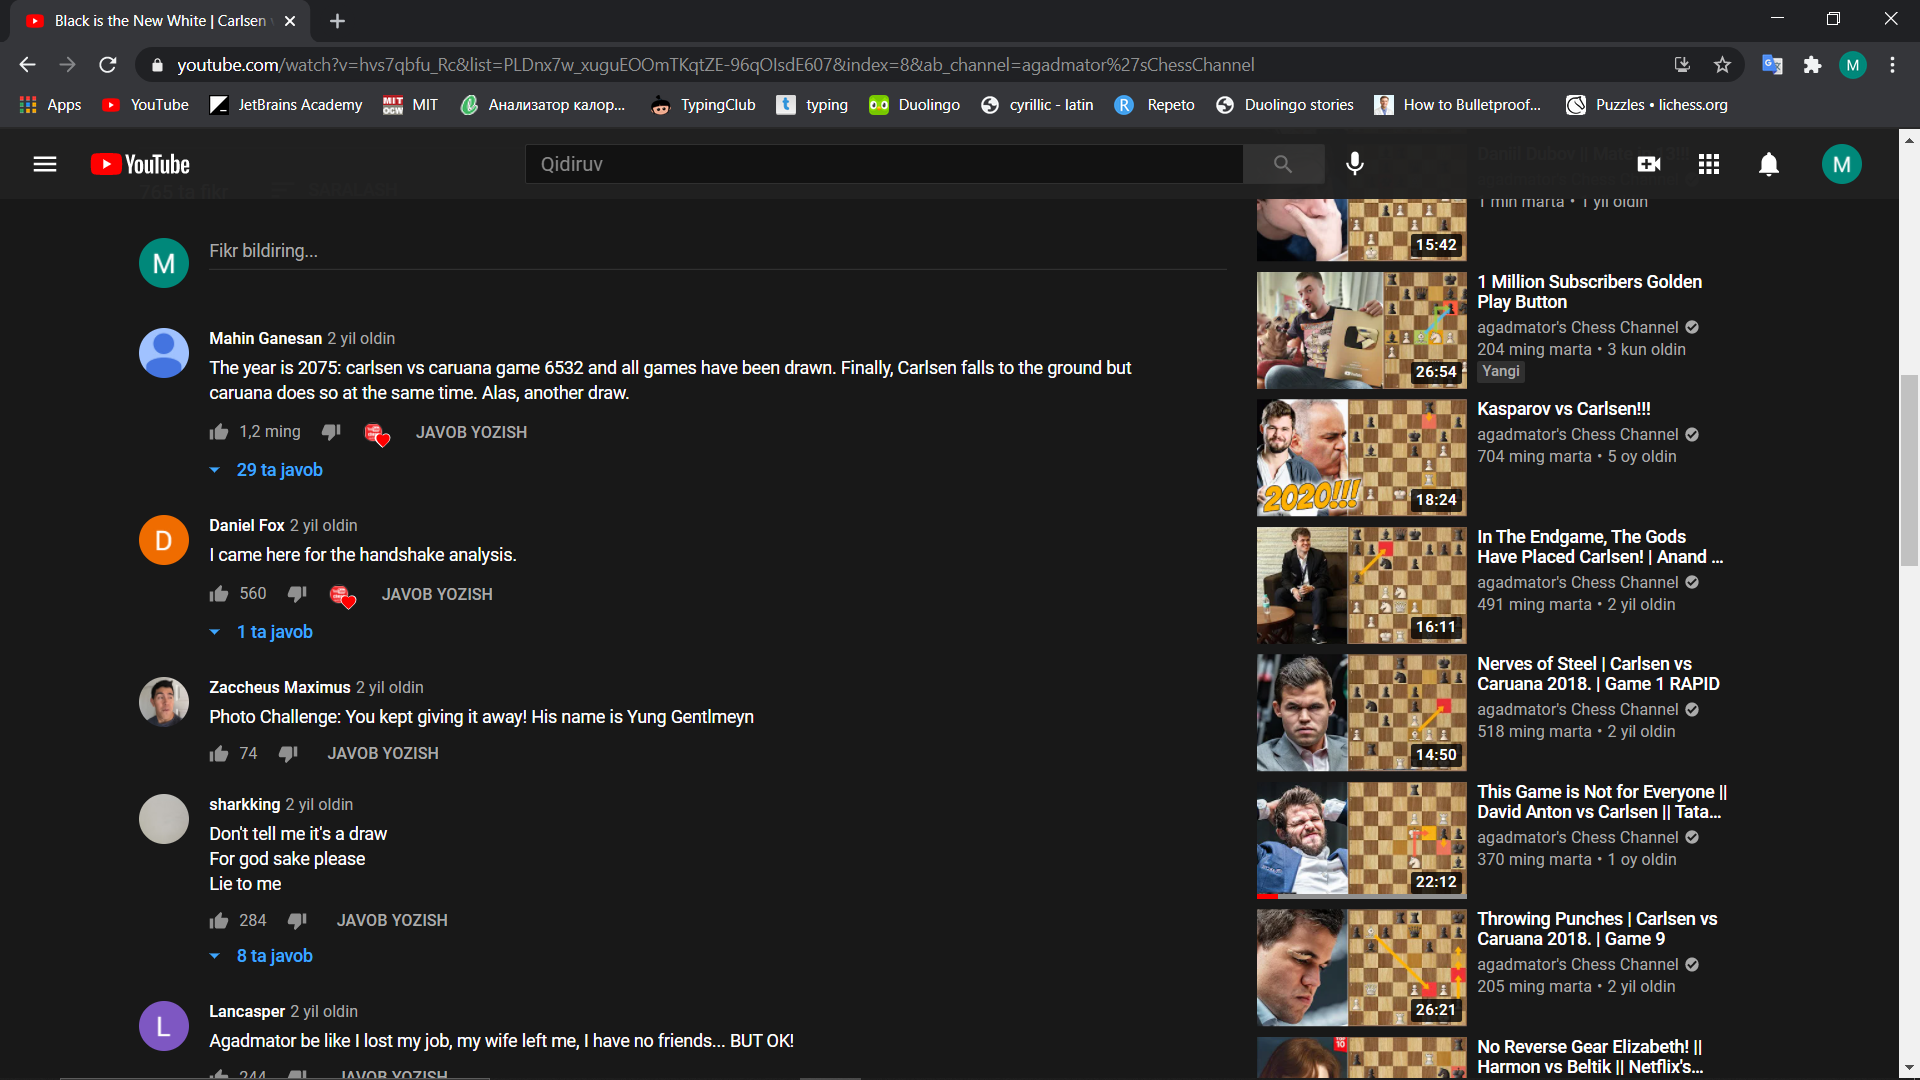 Black is the New White | Carlsen
youtube.com/watch?v=hvs7qbfu_Rc&list=PLDnx7w_xuguEOOmTKqtZE-96qOIsdE607&index=8&ab_channel=agadmator%27sChessChannel
M
Apps YouTube JetBrains Academy MIT OCW MIT Анализатор калор... TypingClub t typing Duolingo cyrillic - latin R Repeto Duolingo stories How to Bulletproof... Puzzles • lichess.org
YouTube
Qidiruv
M
765 ta fikr SARALASH
M
Fikr bildiring...
Mahin Ganesan 2 yil oldin
The year is 2075: carlsen vs caruana game 6532 and all games have been drawn. Finally, Carlsen falls to the ground but
caruana does so at the same time. Alas, another draw.
1,2 ming JAVOB YOZISH
29 ta javob
D
Daniel Fox 2 yil oldin
I came here for the handshake analysis.
560 JAVOB YOZISH
1 ta javob
Zaccheus Maximus 2 yil oldin
Photo Challenge: You kept giving it away! His name is Yung Gentlmeyn
74 JAVOB YOZISH
sharkking 2 yil oldin
Don't tell me it's a draw
For god sake please
Lie to me
284 JAVOB YOZISH
8 ta javob
L
Lancasper 2 yil oldin
Agadmator be like I lost my job, my wife left me, I have no friends... BUT OK!
244 JAVOB YOZISH
1 mln marta • 1 yil oldin
15:42
1 Million Subscribers Golden
Play Button
agadmator's Chess Channel
204 ming marta • 3 kun oldin
Yangi
26:54
Kasparov vs Carlsen!!!
agadmator's Chess Channel
704 ming marta • 5 oy oldin
2020!!!
18:24
In The Endgame, The Gods
Have Placed Carlsen! | Anand ...
agadmator's Chess Channel
491 ming marta • 2 yil oldin
16:11
Nerves of Steel | Carlsen vs
Caruana 2018. | Game 1 RAPID
agadmator's Chess Channel
518 ming marta • 2 yil oldin
14:50
This Game is Not for Everyone ||
David Anton vs Carlsen || Tata...
agadmator's Chess Channel
370 ming marta • 1 oy oldin
22:12
Throwing Punches | Carlsen vs
Caruana 2018. | Game 9
agadmator's Chess Channel
205 ming marta • 2 yil oldin
26:21
TOP
10
No Reverse Gear Elizabeth! ||
Harmon vs Beltik || Netflix's...